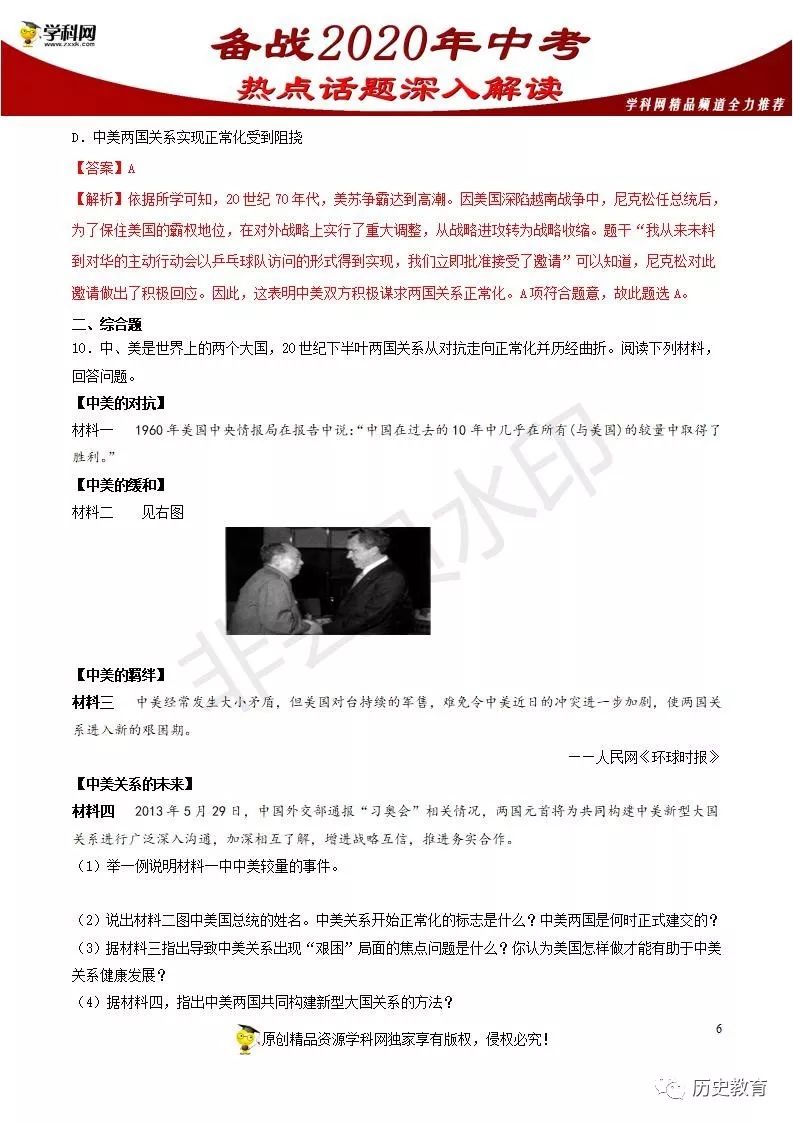 学科网
www.zxxk.com
备战2020年中考
热点话题深入解读
学科网精品频道全力推荐
D．中美两国关系实现正常化受到阻挠
【答案】A
【解析】依据所学可知，20世纪70年代，美苏争霸达到高潮。因美国深陷越南战争中，尼克松任总统后，
为了保住美国的霸权地位，在对外战略上实行了重大调整，从战略进攻转为战略收缩。题干“我从来未料
到对华的主动行动会以乒乓球队访问的形式得到实现，我们立即批准接受了邀请”可以知道，尼克松对此
邀请做出了积极回应。因此，这表明中美双方积极谋求两国关系正常化。A项符合题意，故此题选A。
二、综合题
10．中、美是世界上的两个大国，20世纪下半叶两国关系从对抗走向正常化并历经曲折。阅读下列材料，
回答问题。
【中美的对抗】
材料一 1960年美国中央情报局在报告中说：“中国在过去的10年中几乎在所有(与美国)的较量中取得了
胜利。”
【中美的缓和】
材料二 见右图
【中美的羁绊】
材料三 中美经常发生大小矛盾，但美国对台持续的军售，难免令中美近日的冲突进一步加剧，使两国关
系进入新的艰困期。
——人民网《环球时报》
【中美关系的未来】
材料四 2013年5月29日，中国外交部通报“习奥会”相关情况，两国元首将为共同构建中美新型大国
关系进行广泛深入沟通，加深相互了解，增进战略互信，推进务实合作。
（1）举一例说明材料一中中美较量的事件。
（2）说出材料二图中美国总统的姓名。中美关系开始正常化的标志是什么？中美两国是何时正式建交的？
（3）据材料三指出导致中美关系出现“艰困”局面的焦点问题是什么？你认为美国怎样做才能有助于中美
关系健康发展？
（4）据材料四，指出中美两国共同构建新型大国关系的方法？
6
原创精品资源学科网独家享有版权，侵权必究！
历史教育
非会员水印